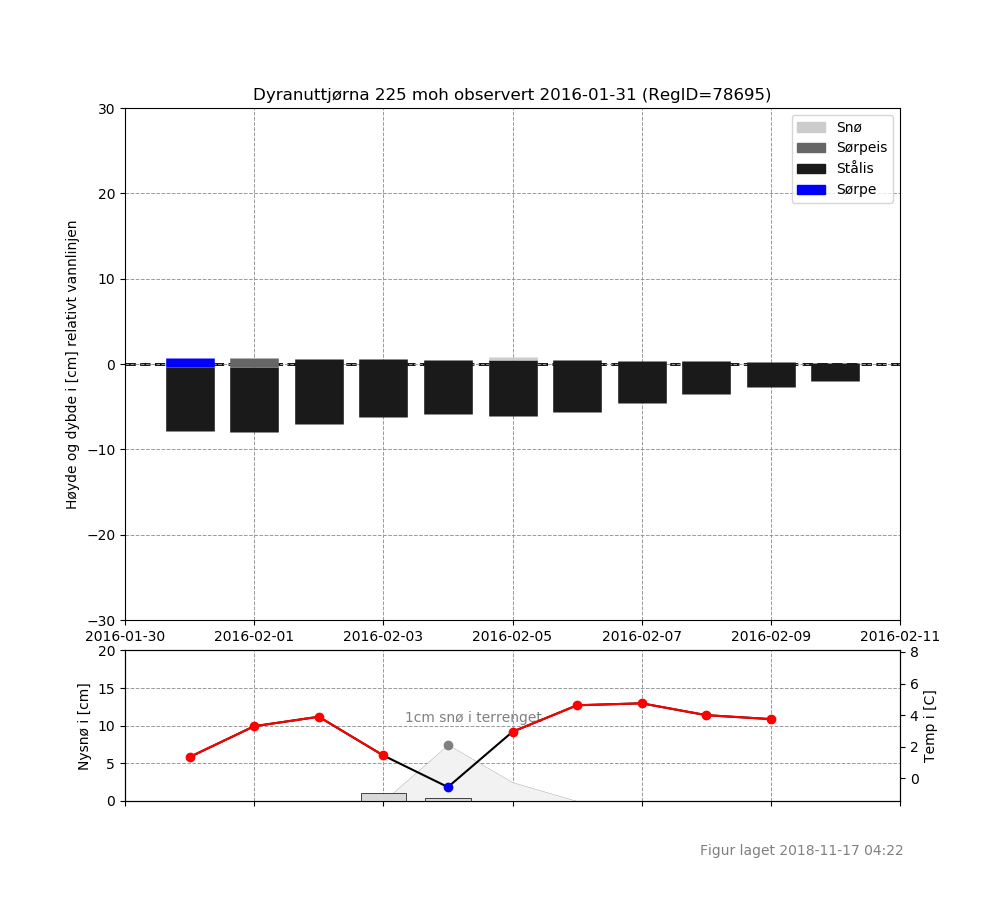 Dyranuttjørna 225 moh observert 2016-01-31 (RegID=78695)
30
20
10
0
−10
−20
−30
Høyde og dybde i [cm] relativt vannlinjen
Snø
Sørpeis
Stålis
Sørpe
2016-01-30 2016-02-01 2016-02-03 2016-02-05 2016-02-07 2016-02-09 2016-02-11
20
15
10
5
0
Nysnø i [cm]
1cm snø i terrenget
8
6
4
2
0
Temp i [C]
Figur laget 2018-11-17 04:22